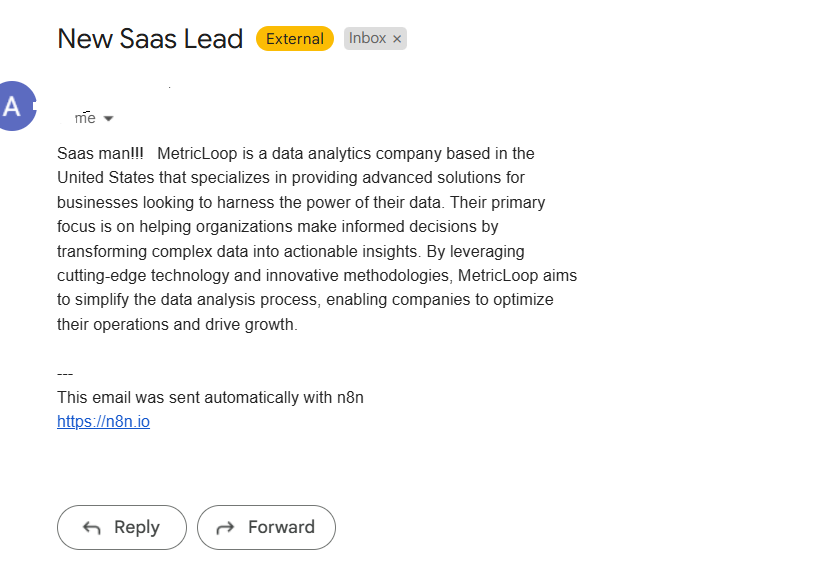 New Saas Lead External Inbox ×
A
me
Saas man!!! MetricLoop is a data analytics company based in the
United States that specializes in providing advanced solutions for
businesses looking to harness the power of their data. Their primary
focus is on helping organizations make informed decisions by
transforming complex data into actionable insights. By leveraging
cutting-edge technology and innovative methodologies, MetricLoop aims
to simplify the data analysis process, enabling companies to optimize
their operations and drive growth.
---
This email was sent automatically with n8n
https://n8n.io
Reply Forward